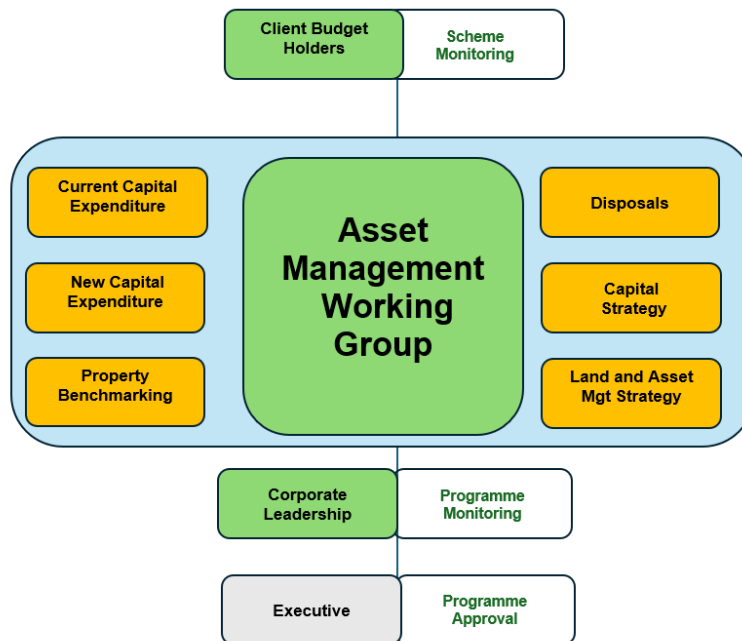 Client Budget
Holders
Scheme
Monitoring
Current Capital
Expenditure
New Capital
Expenditure
Property
Benchmarking
Asset
Management
Working
Group
Disposals
Capital
Strategy
Land and Asset
Mgt Strategy
Corporate
Leadership
Programme
Monitoring
Executive
Programme
Approval